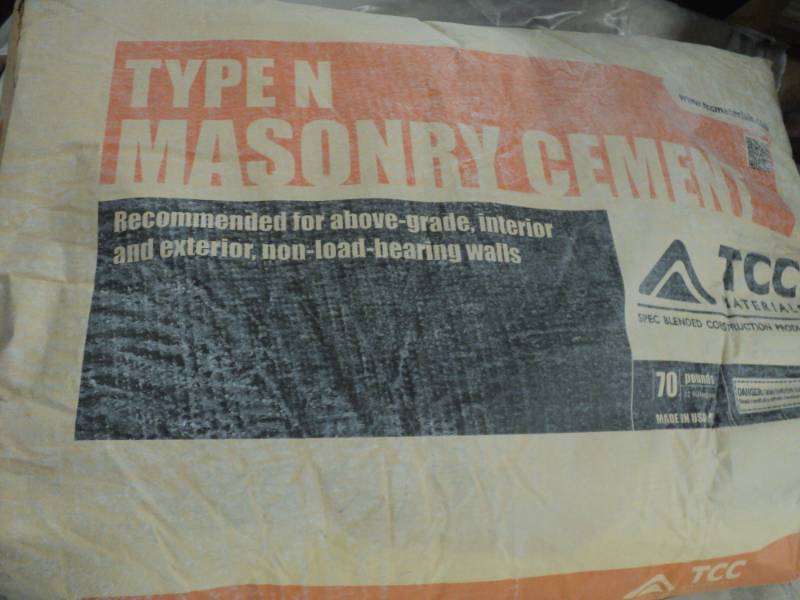 TYPE N
MASONRY CEMENT
Recommended for above-grade, interior
and exterior, non-load-bearing walls
TCC
MATERIALS
SPEC BLENDED CONSTRUCTION PRODU
70 pounds
MADE IN USA
DANGER:
TCC